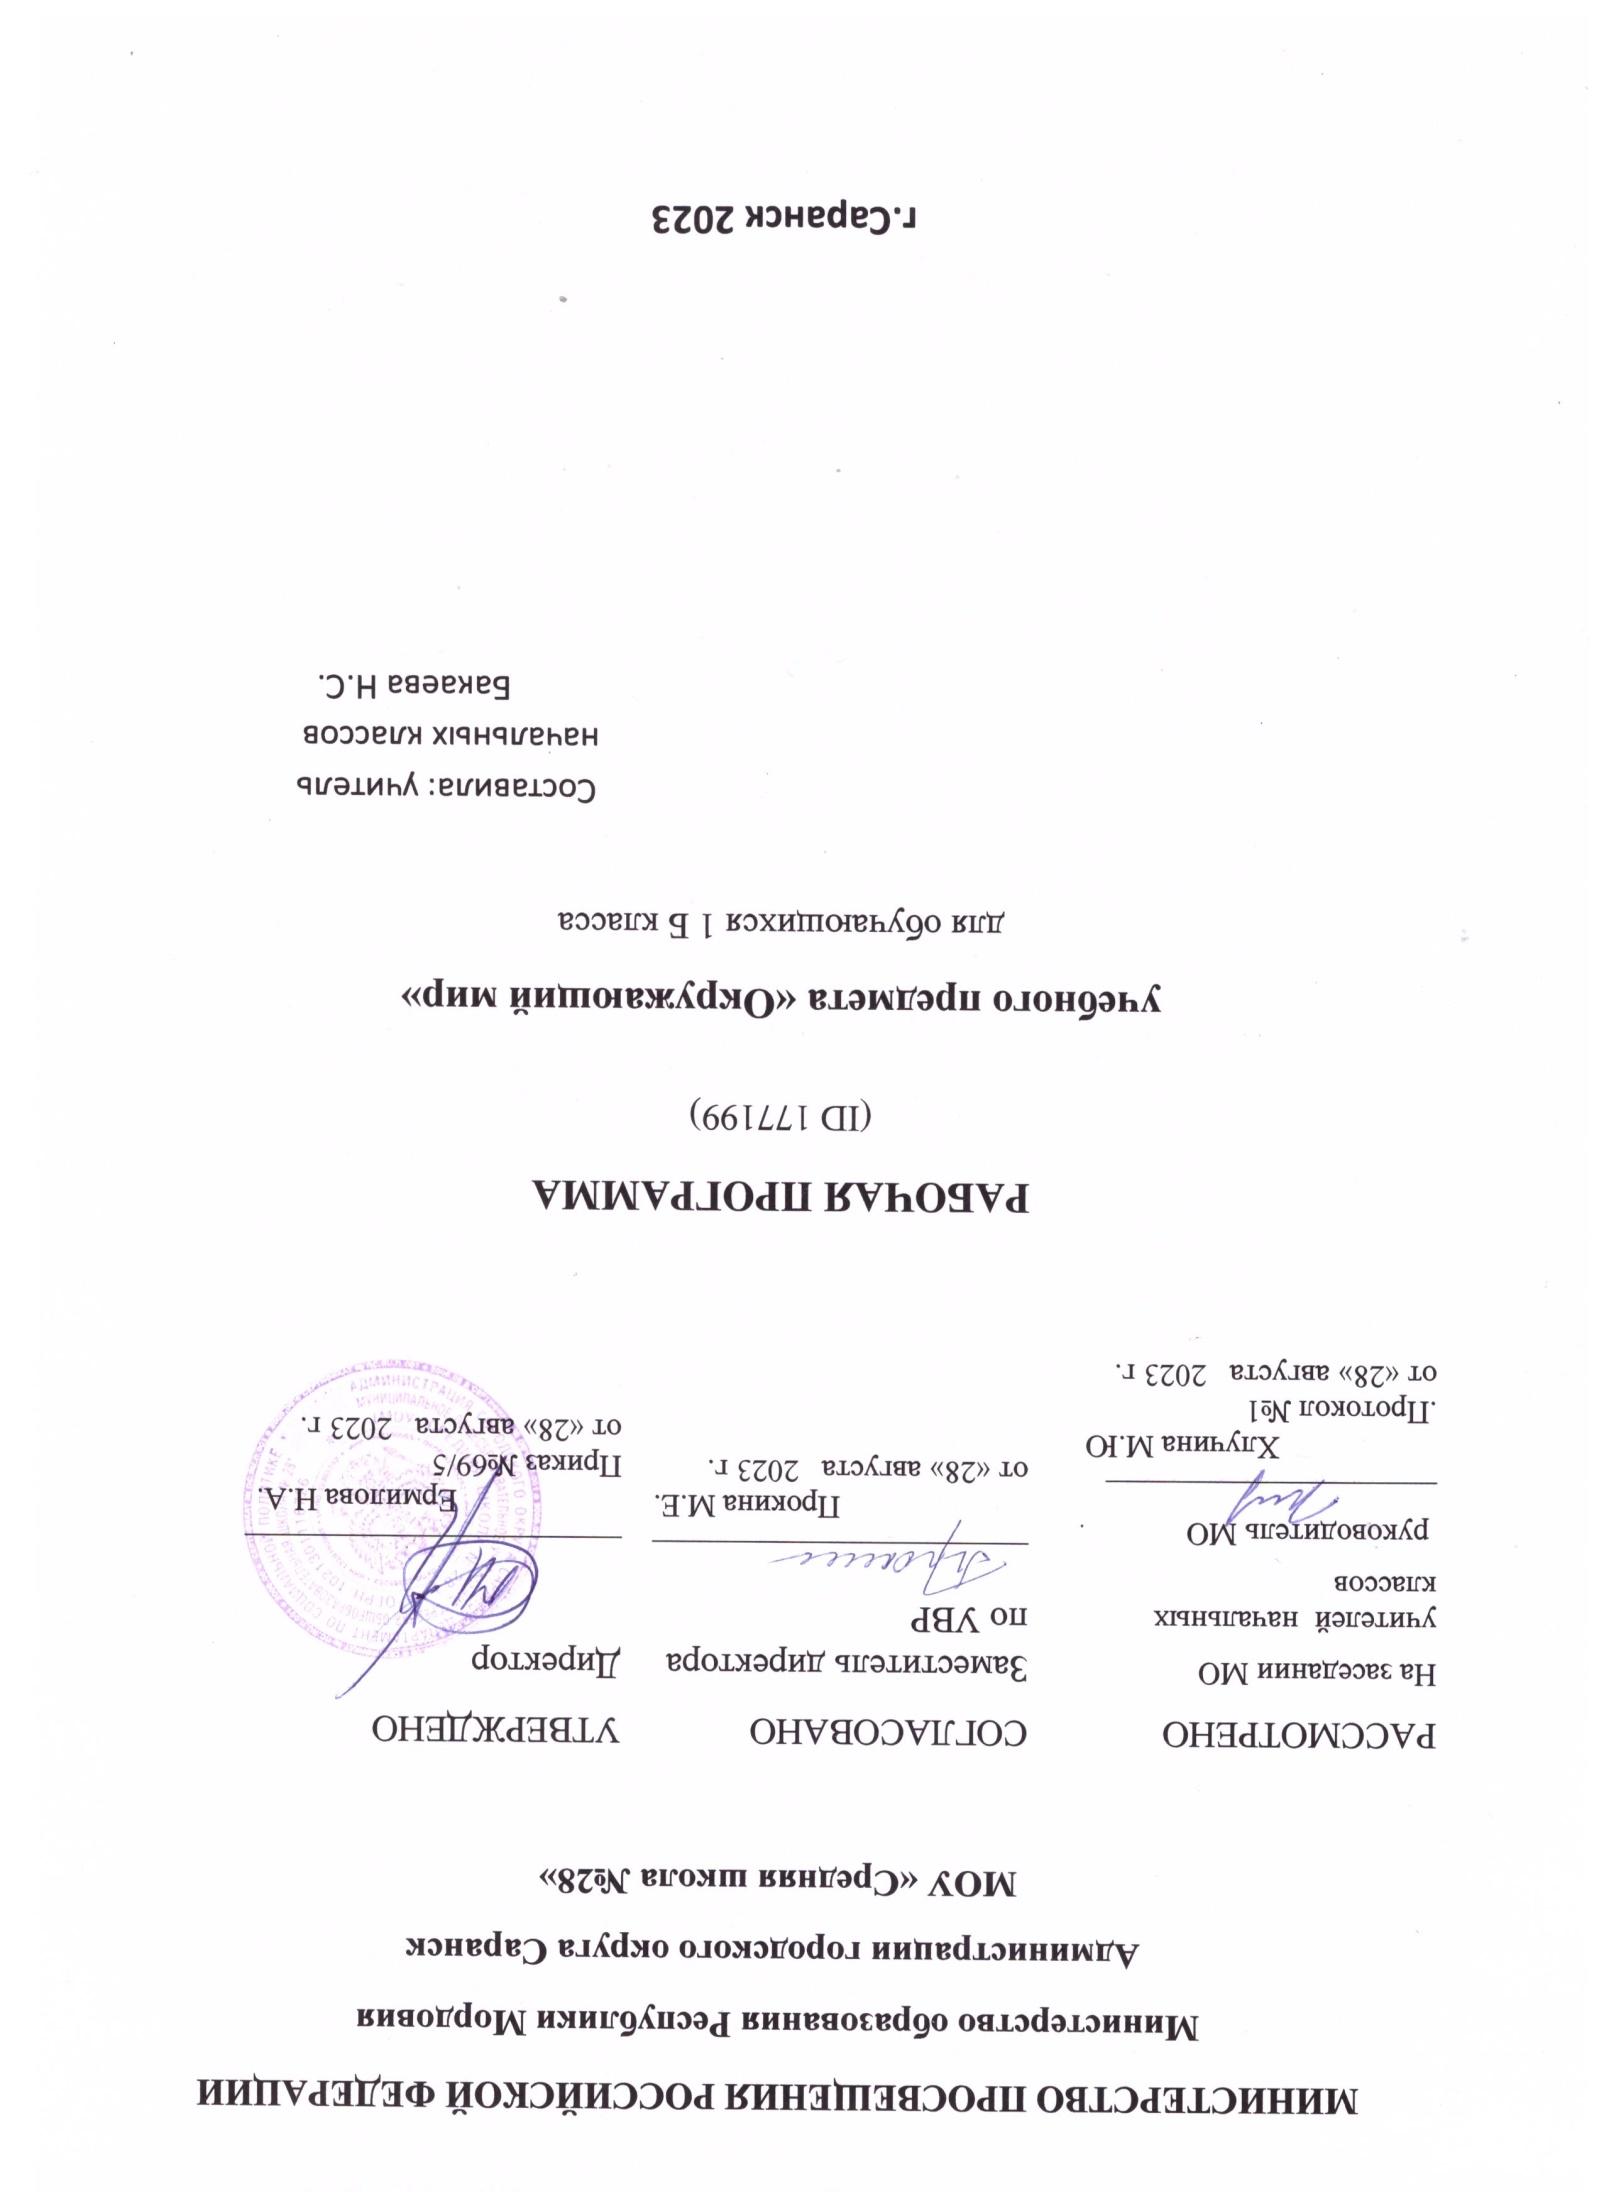 МИНИСТЕРСТВО ПРОСВЕЩЕНИЯ РОССИЙСКОЙ ФЕДЕРАЦИИ
Министерство образования Республики Мордовия
Администрации городского округа Саранск
МОУ «Средняя школа №28»
РАССМОТРЕНО
На заседании МО
учителей начальных
классов
руководитель МО
Хлучина М.Ю
.Протокол №1
от «28» августа 2023 г.
СОГЛАСОВАНО
Заместитель директора
по УВР
Прокина М.Е.
от «28» августа 2023 г.
УТВЕРЖДЕНО
Директор
Ермилова Н.А.
Приказ №69/5
от «28» августа 2023 г.
РАБОЧАЯ ПРОГРАММА
(ID 177199)
учебного предмета «Окружающий мир»
для обучающихся 1 Б класса
Составила: учитель
начальных классов
Бакаева Н.С.
г.Саранск 2023